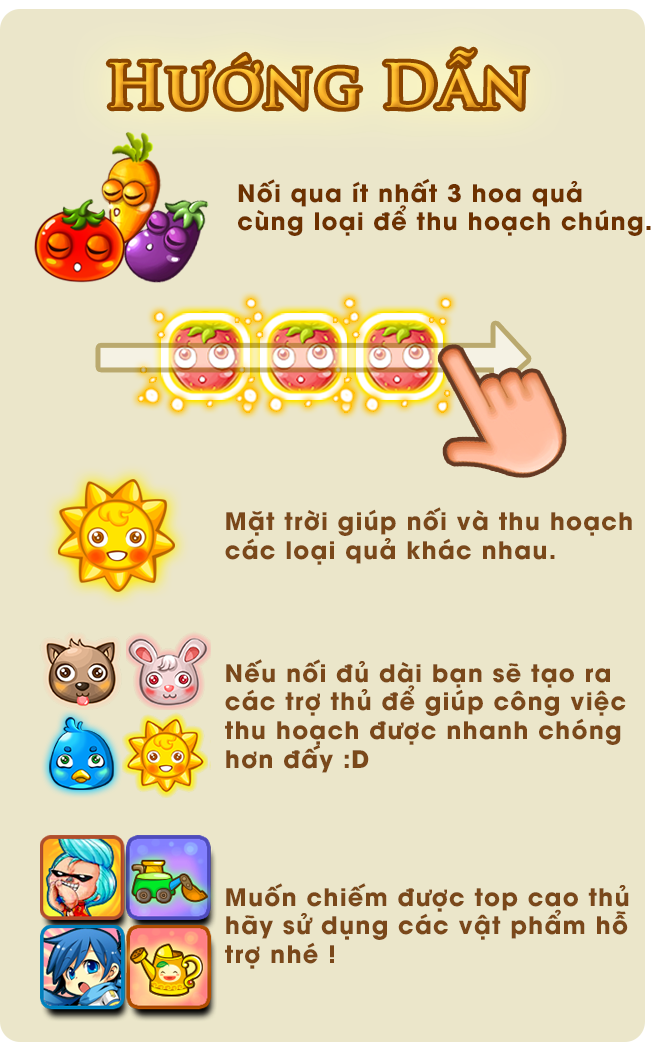 HƯỚNG DẪN
Nối qua ít nhất 3 hoa quả
cùng loại để thu hoạch chúng.
Mặt trời giúp nối và thu hoạch
các loại quả khác nhau.
Nếu nối đủ dài bạn sẽ tạo ra
các trợ thủ để giúp công việc
thu hoạch được nhanh chóng
hơn đấy :D
Muốn chiếm được top cao thủ
hãy sử dụng các vật phẩm hỗ
trợ nhé !